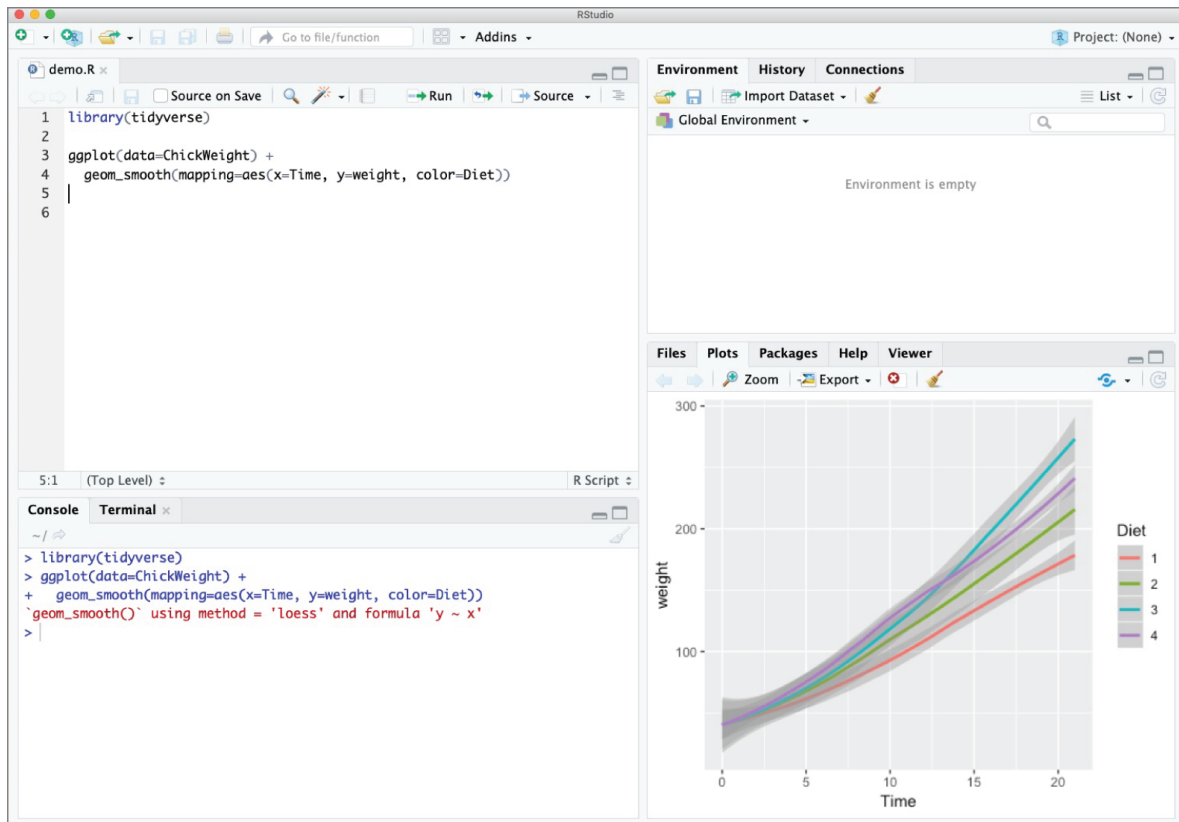 RStudio
Go to file/function Addins Project: (None)
demo.R
Source on Save Run Source
1 library(tidyverse)
2
3 ggplot(data=ChickWeight) +
4   geom_smooth(mapping=aes(x=Time, y=weight, color=Diet))
5
6
5:1 (Top Level) R Script
Console Terminal
~/
> library(tidyverse)
> ggplot(data=ChickWeight) +
+   geom_smooth(mapping=aes(x=Time, y=weight, color=Diet))
`geom_smooth()` using method = 'loess' and formula 'y ~ x'
>
Environment History Connections
Import Dataset List
Global Environment
Environment is empty
Files Plots Packages Help Viewer
Zoom Export
300
200
100
weight
0 5 10 15 20
Time
Diet
1
2
3
4